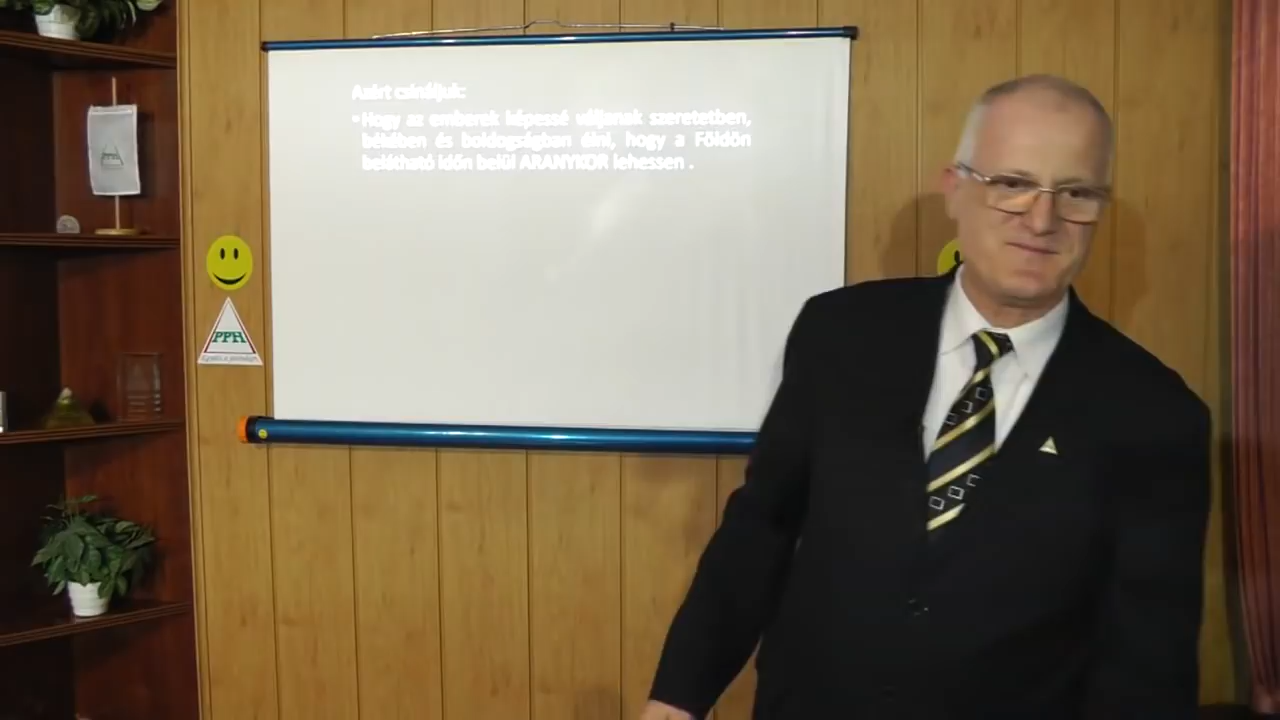 Azért csináljuk:
• Hogy az emberek képessé váljanak szeretetben,
békében és boldogságban élni, hogy a Földön
belátható időn belül ARANYKOR lehessen .
PPH